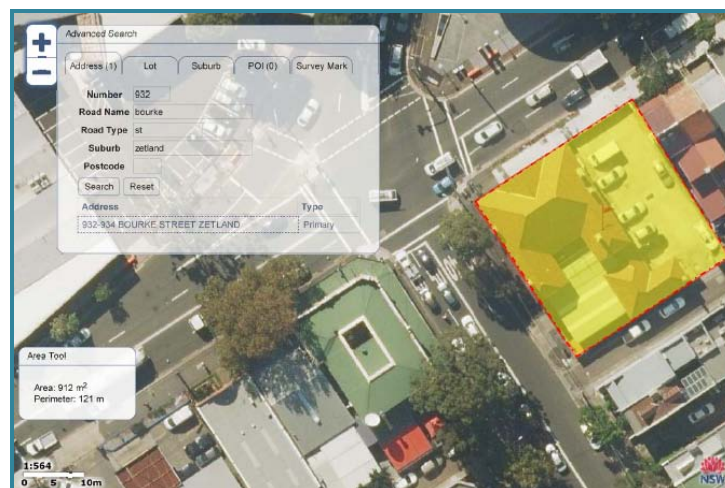 Advanced Search
Address (1) Lot Suburb POI (0) Survey Mark
Number 932
Road Name bourke
Road Type st
Suburb zetland
Postcode
Search Reset
Address Type
932-934 BOURKE STREET ZETLAND Primary
Area Tool
Area: 912 m²
Perimeter: 121 m
1:564
0 5 10m
NSW